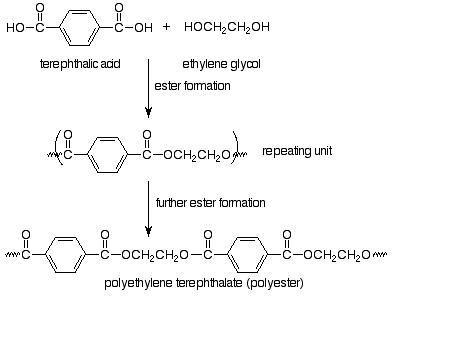 O O
HO—C C—OH + HOCH₂CH₂OH
terephthalic acid ethylene glycol
ester formation
O O
C C—OCH₂CH₂O repeating unit
further ester formation
O O O O
C C—OCH₂CH₂O—C C—OCH₂CH₂O
polyethylene terephthalate (polyester)